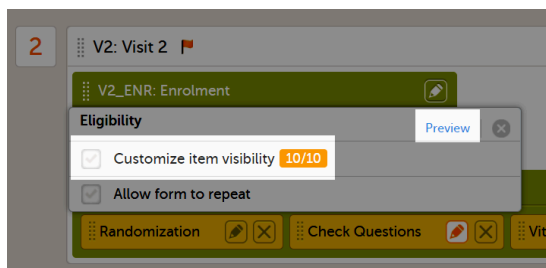 2
V2: Visit 2
V2_ENR: Enrolment
Eligibility
Preview
Customize item visibility 10/10
Allow form to repeat
Randomization
Check Questions
Vit